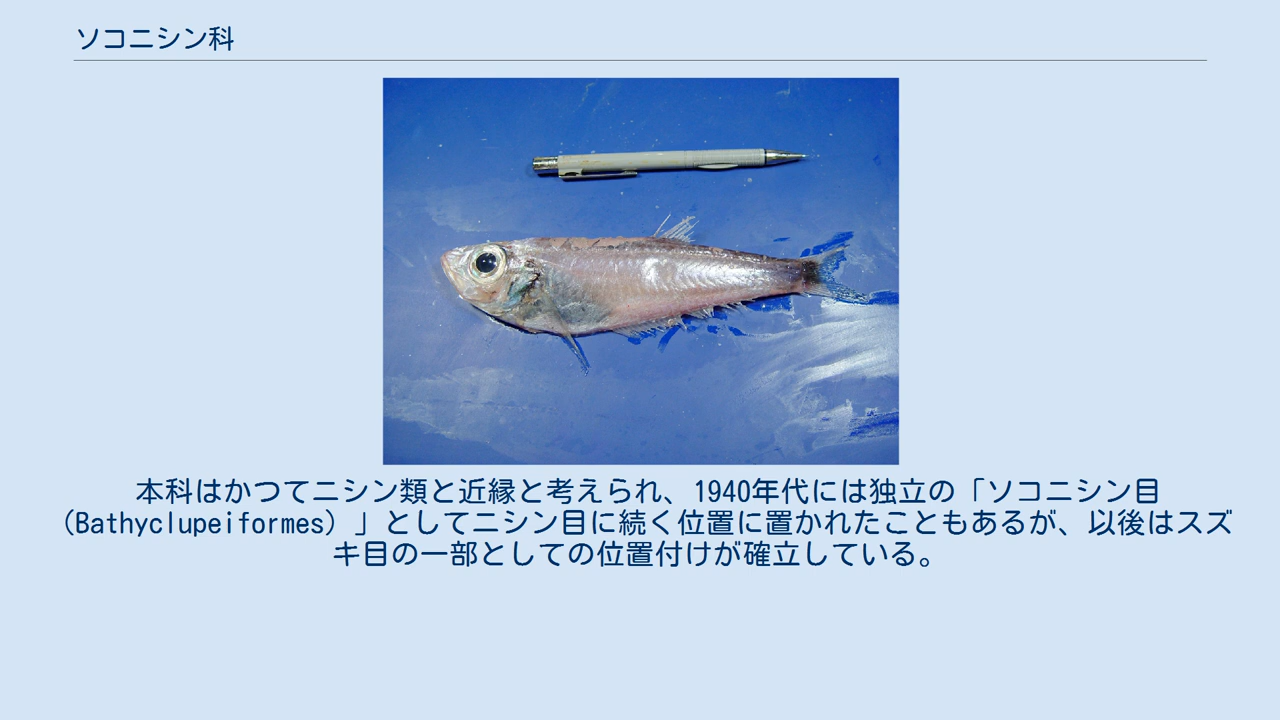 ソコニシン科
本科はかつてニシン類と近縁と考えられ、1940年代には独立の「ソコニシン目
（Bathyclupeiformes）」としてニシン目に続く位置に置かれたこともあるが、以後はスズ
キ目の一部としての位置付けが確立している。